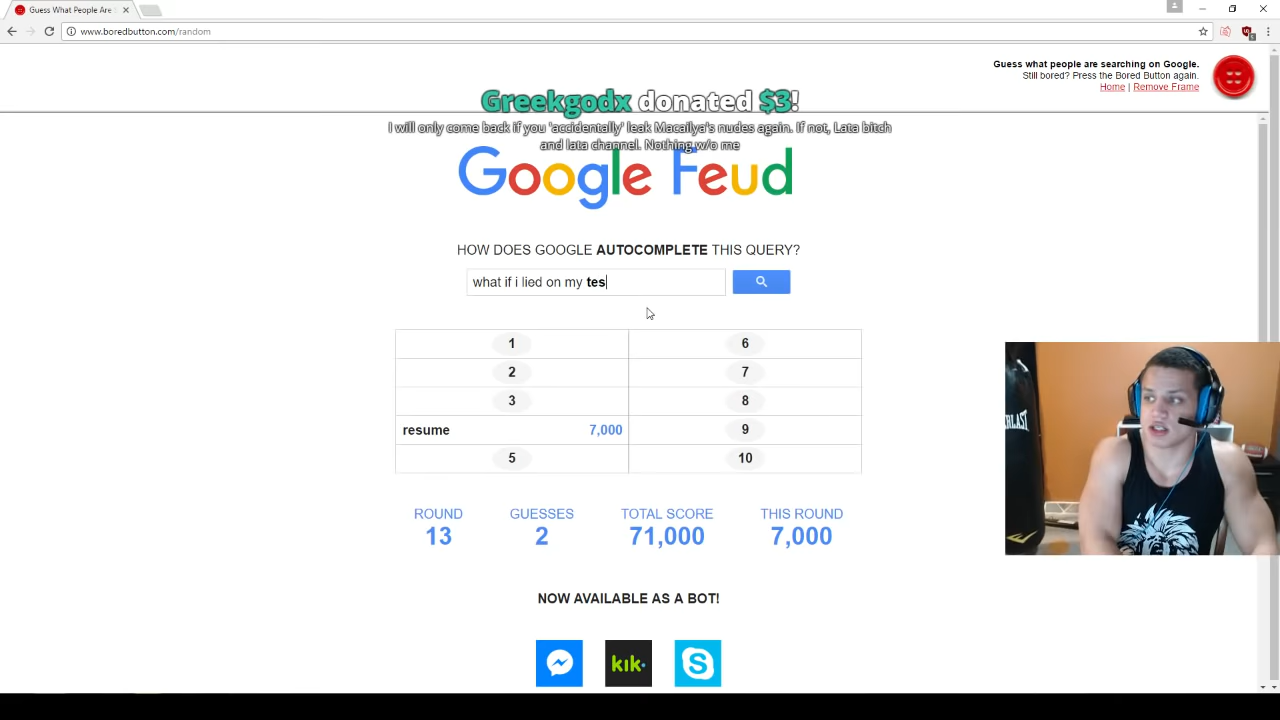 Guess What People Are
www.boredbutton.com/random
Guess what people are searching on Google.
Still bored? Press the Bored Button again.
Home | Remove Frame
Greekgodx donated $3!
I will only come back if you 'accidentally' leak Macailya's nudes again. If not, Lata bitch
and lata channel. Nothing w/o me
Google Feud
HOW DOES GOOGLE AUTOCOMPLETE THIS QUERY?
what if i lied on my tes
1 6
2 7
3 8
resume 7,000 9
5 10
EVERLAST
ROUND GUESSES TOTAL SCORE THIS ROUND
13 2 71,000 7,000
NOW AVAILABLE AS A BOT!
kik